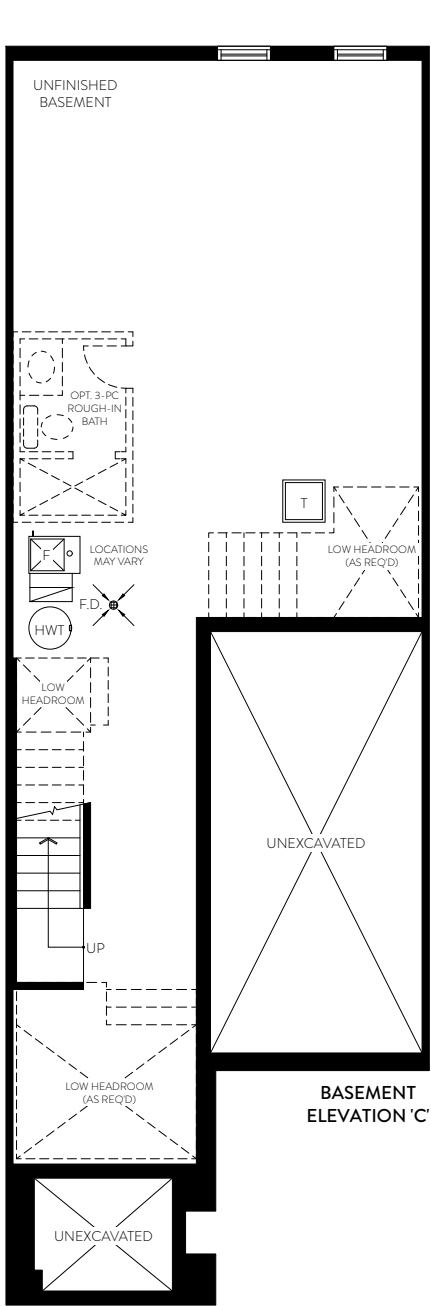 UNFINISHED
BASEMENT
OPT. 3-PC
ROUGH-IN
BATH
T
F
LOCATIONS
MAY VARY
LOW HEADROOM
(AS REQ'D)
F.D.
HWT
LOW
HEADROOM
UNEXCAVATED
UP
LOW HEADROOM
(AS REQ'D)
BASEMENT
ELEVATION 'C'
UNEXCAVATED